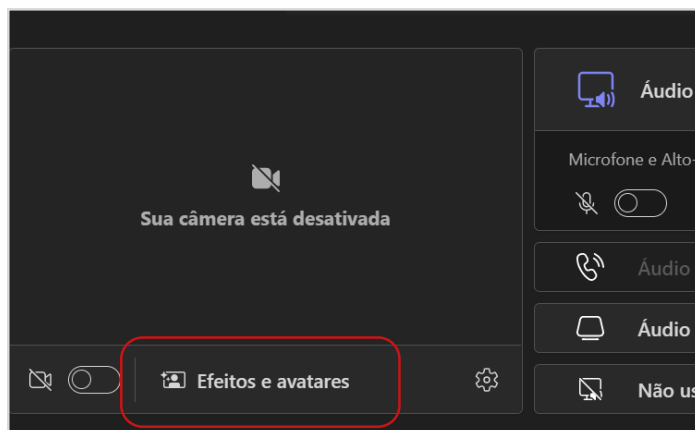 Sua câmera está desativada
Efeitos e avatares
Áudio
Microfone e Alto-
Áudio
Áudio
Não us